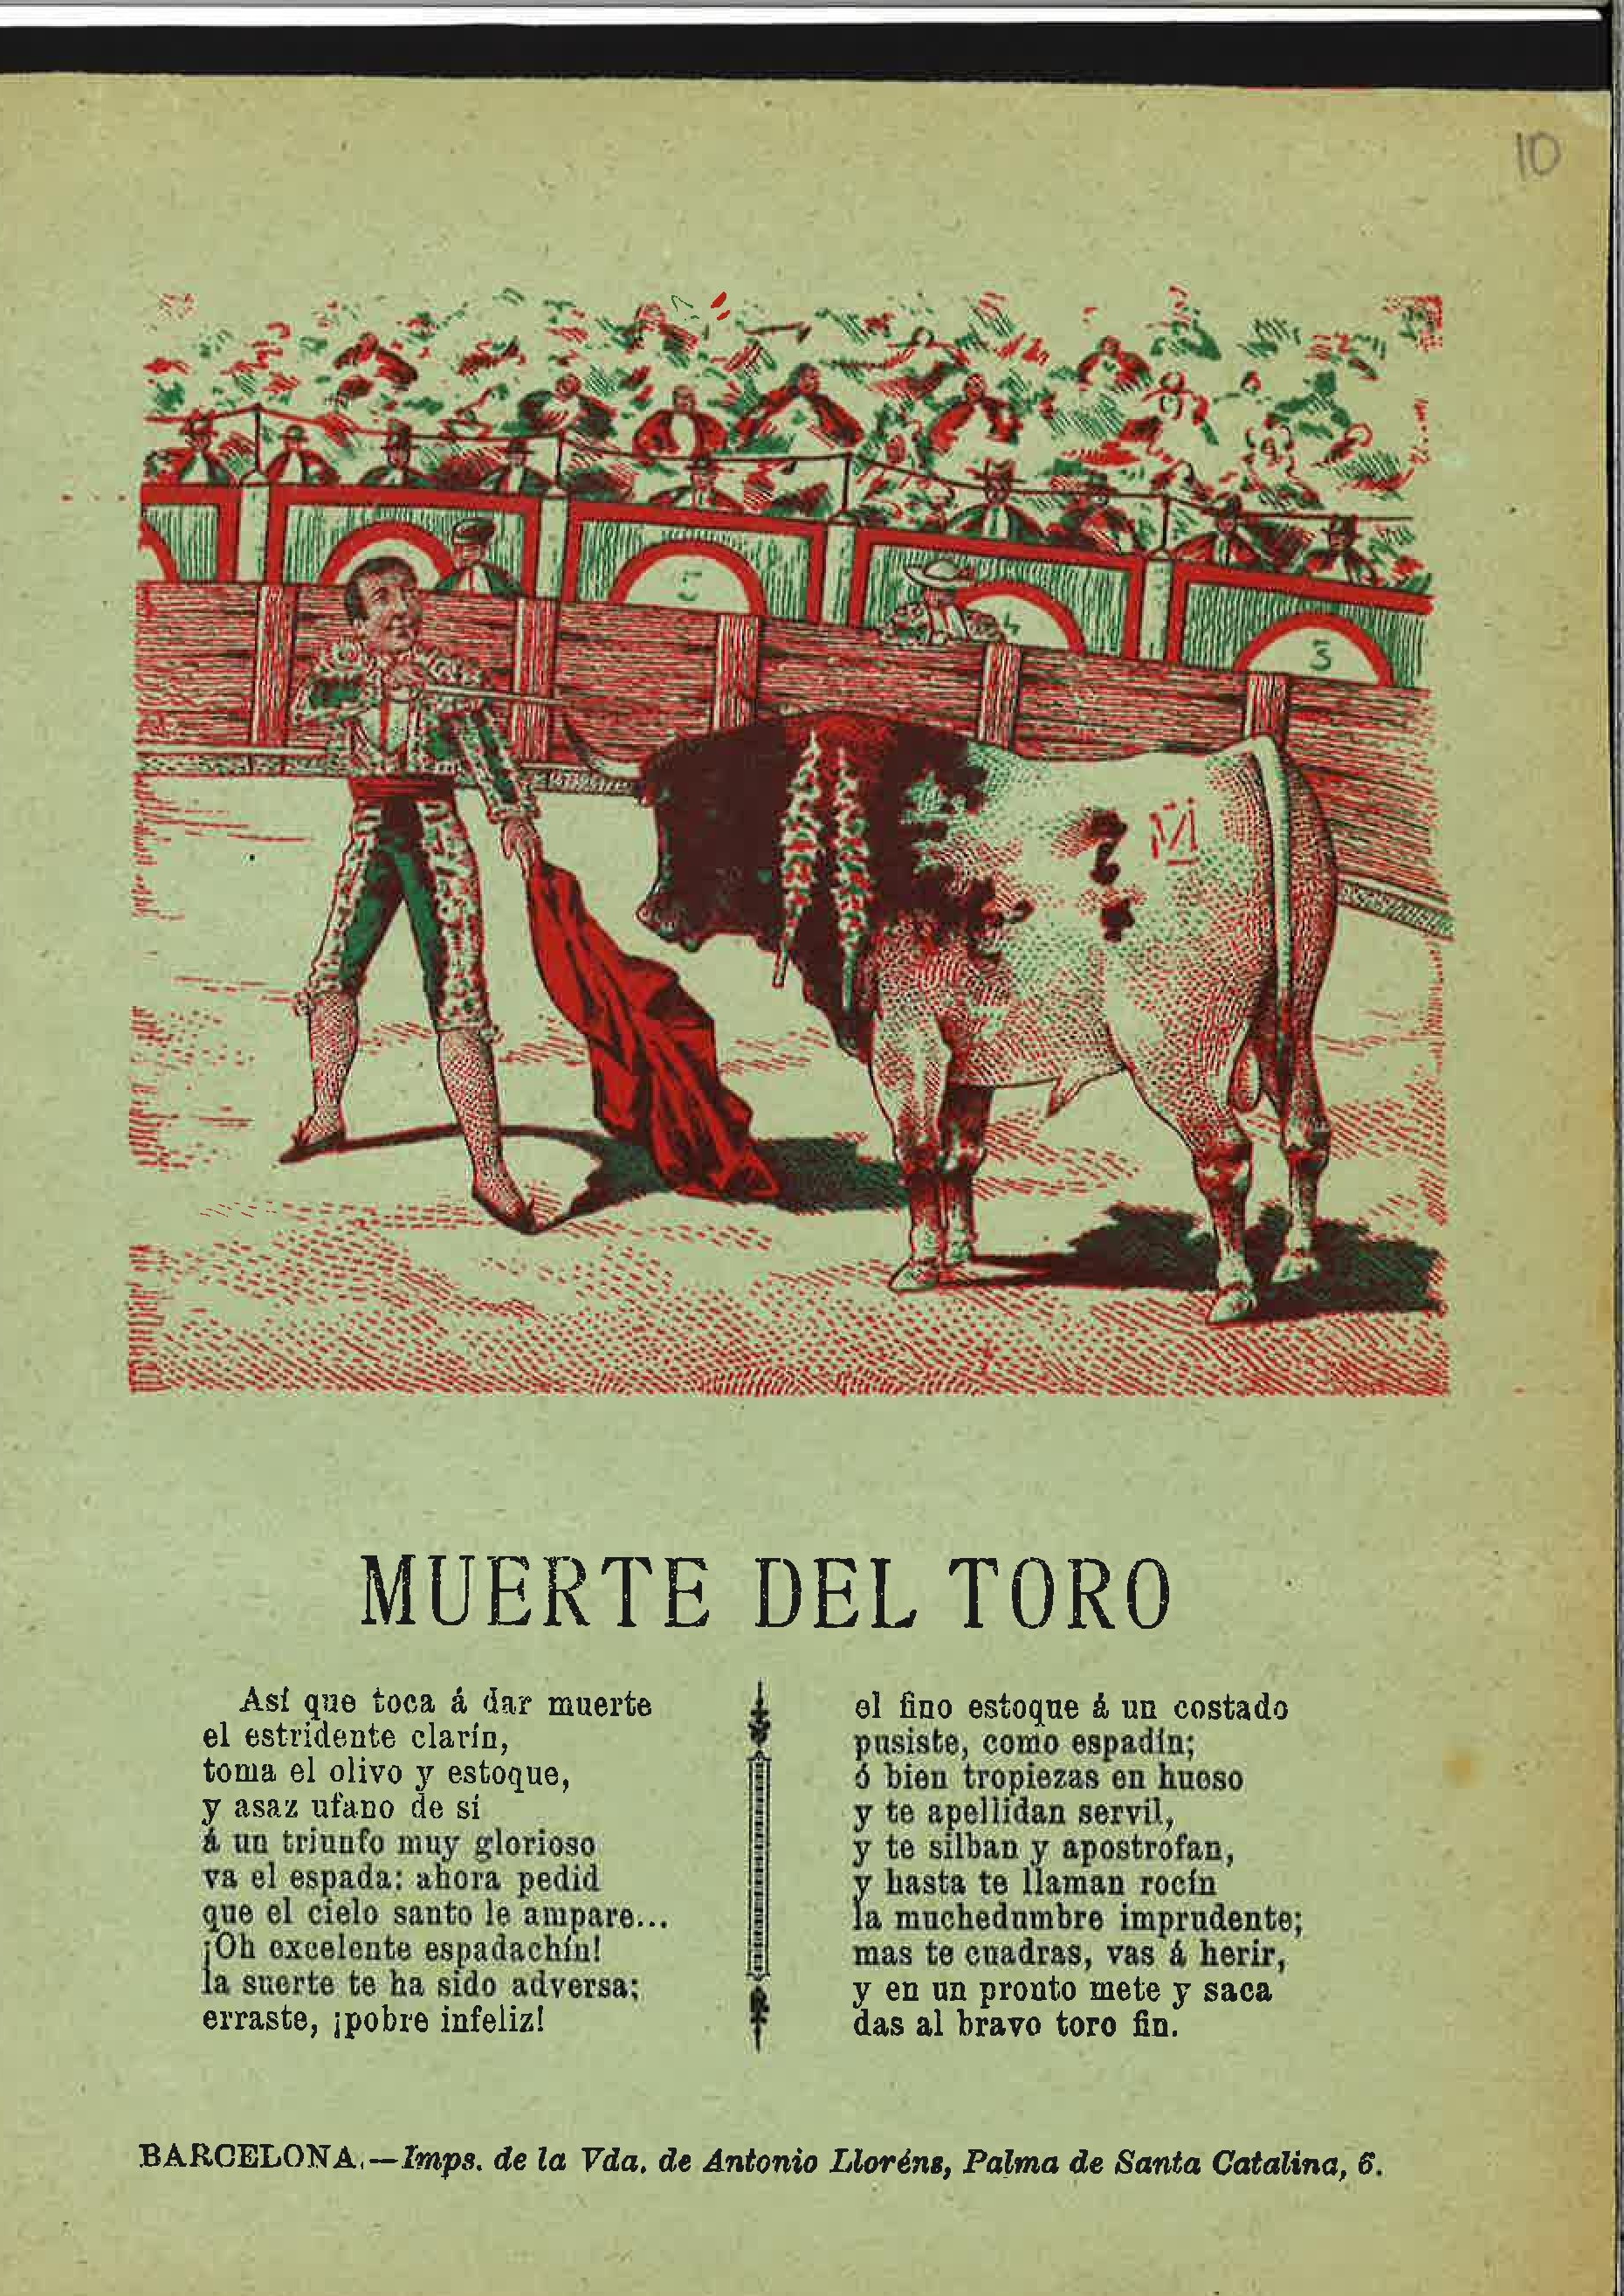 10
5
4
3
M
MUERTE DEL TORO
Así que toca á dar muerte
el estridente clarín,
toma el olivo y estoque,
y asaz ufano de sí
á un triunfo muy glorioso
va el espada: ahora pedid
que el cielo santo le ampare...
¡Oh excelente espadachín!
la suerte te ha sido adversa;
erraste, ¡pobre infeliz!
el fino estoque á un costado
pusiste, como espadín;
ó bien tropiezas en hueso
y te apellidan servil,
y te silban y apostrofan,
y hasta te llaman rocín
la muchedumbre imprudente;
mas te cuadras, vas á herir,
y en un pronto mete y saca
das al bravo toro fin.
BARCELONA.—Imps. de la Vda. de Antonio Lloréns, Palma de Santa Catalina, 6.